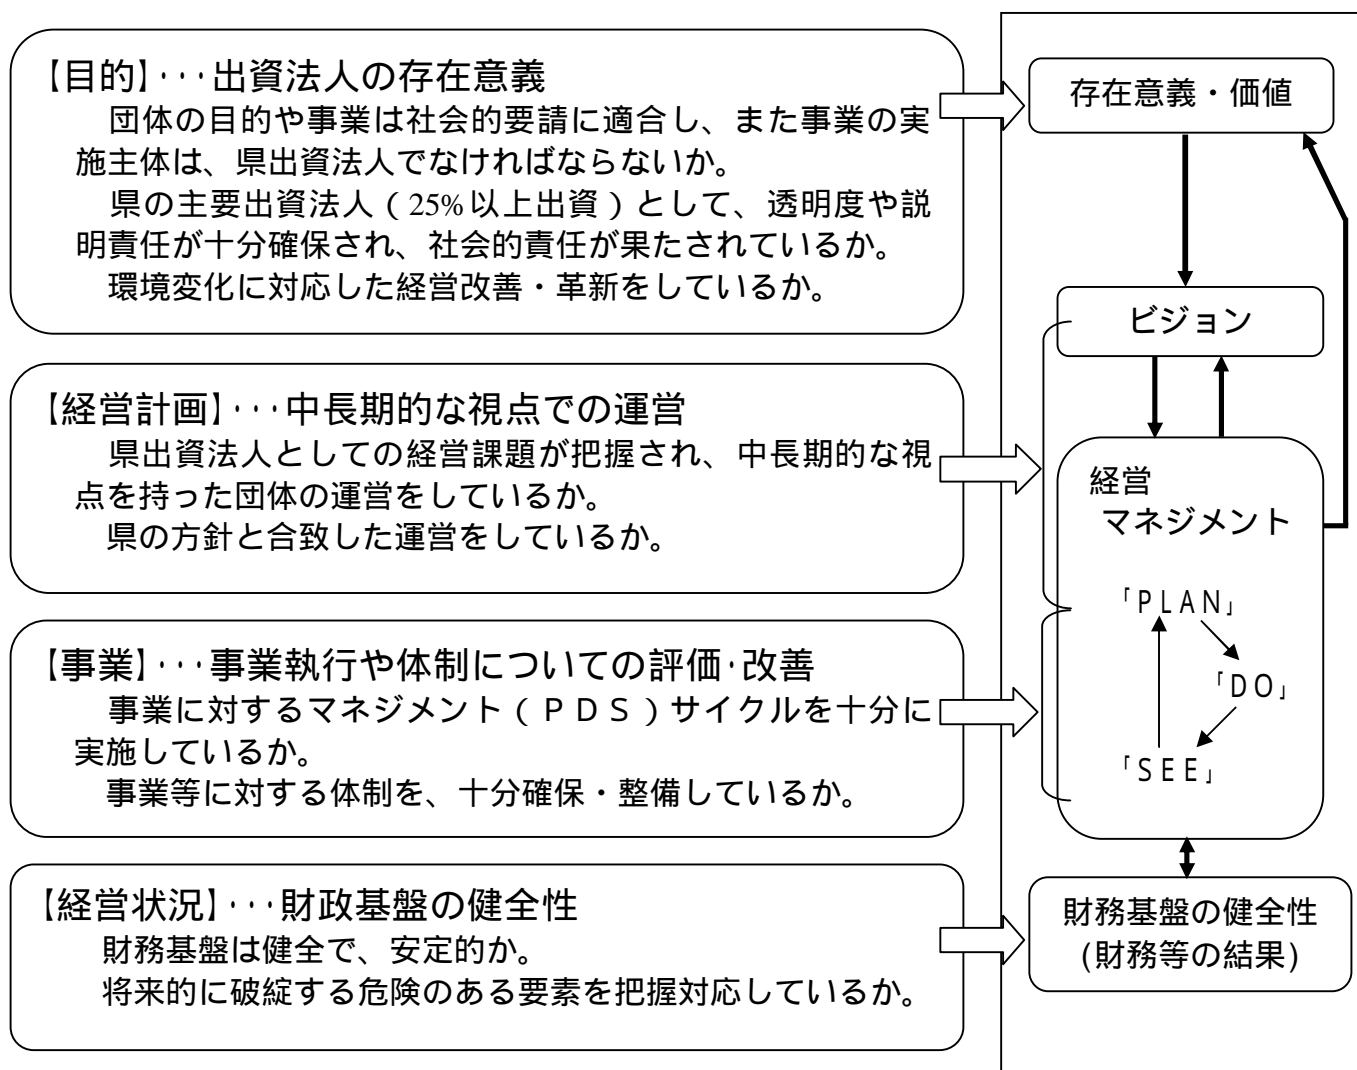 【目的】･･･出資法人の存在意義
団体の目的や事業は社会的要請に適合し、また事業の実
施主体は、県出資法人でなければならないか。
県の主要出資法人（25%以上出資）として、透明度や説
明責任が十分確保され、社会的責任が果たされているか。
環境変化に対応した経営改善・革新をしているか。
【経営計画】･･･中長期的な視点での運営
県出資法人としての経営課題が把握され、中長期的な視
点を持った団体の運営をしているか。
県の方針と合致した運営をしているか。
【事業】･･･事業執行や体制についての評価･改善
事業に対するマネジメント（ＰＤＳ）サイクルを十分に
実施しているか。
事業等に対する体制を、十分確保・整備しているか。
【経営状況】･･･財政基盤の健全性
財務基盤は健全で、安定的か。
将来的に破綻する危険のある要素を把握対応しているか。
存在意義・価値
ビジョン
経営
マネジメント
「ＰＬＡＮ」
「ＤＯ」
「ＳＥＥ」
財務基盤の健全性
(財務等の結果)